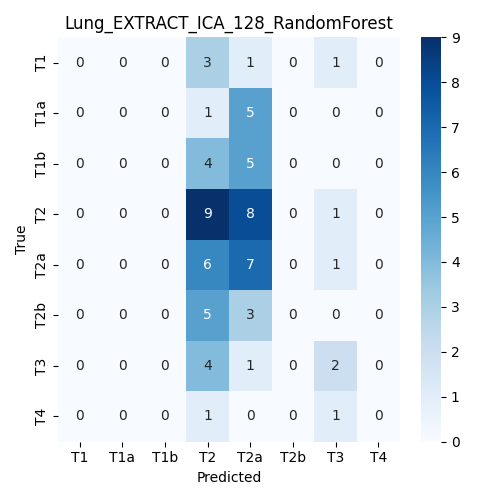 Lung_EXTRACT_ICA_128_RandomForest
True
T1 0 0 0 3 1 0 1 0
T1a 0 0 0 1 5 0 0 0
T1b 0 0 0 4 5 0 0 0
T2 0 0 0 9 8 0 1 0
T2a 0 0 0 6 7 0 1 0
T2b 0 0 0 5 3 0 0 0
T3 0 0 0 4 1 0 2 0
T4 0 0 0 1 0 0 1 0
T1 T1a T1b T2 T2a T2b T3 T4
Predicted
9
8
7
6
5
4
3
2
1
0